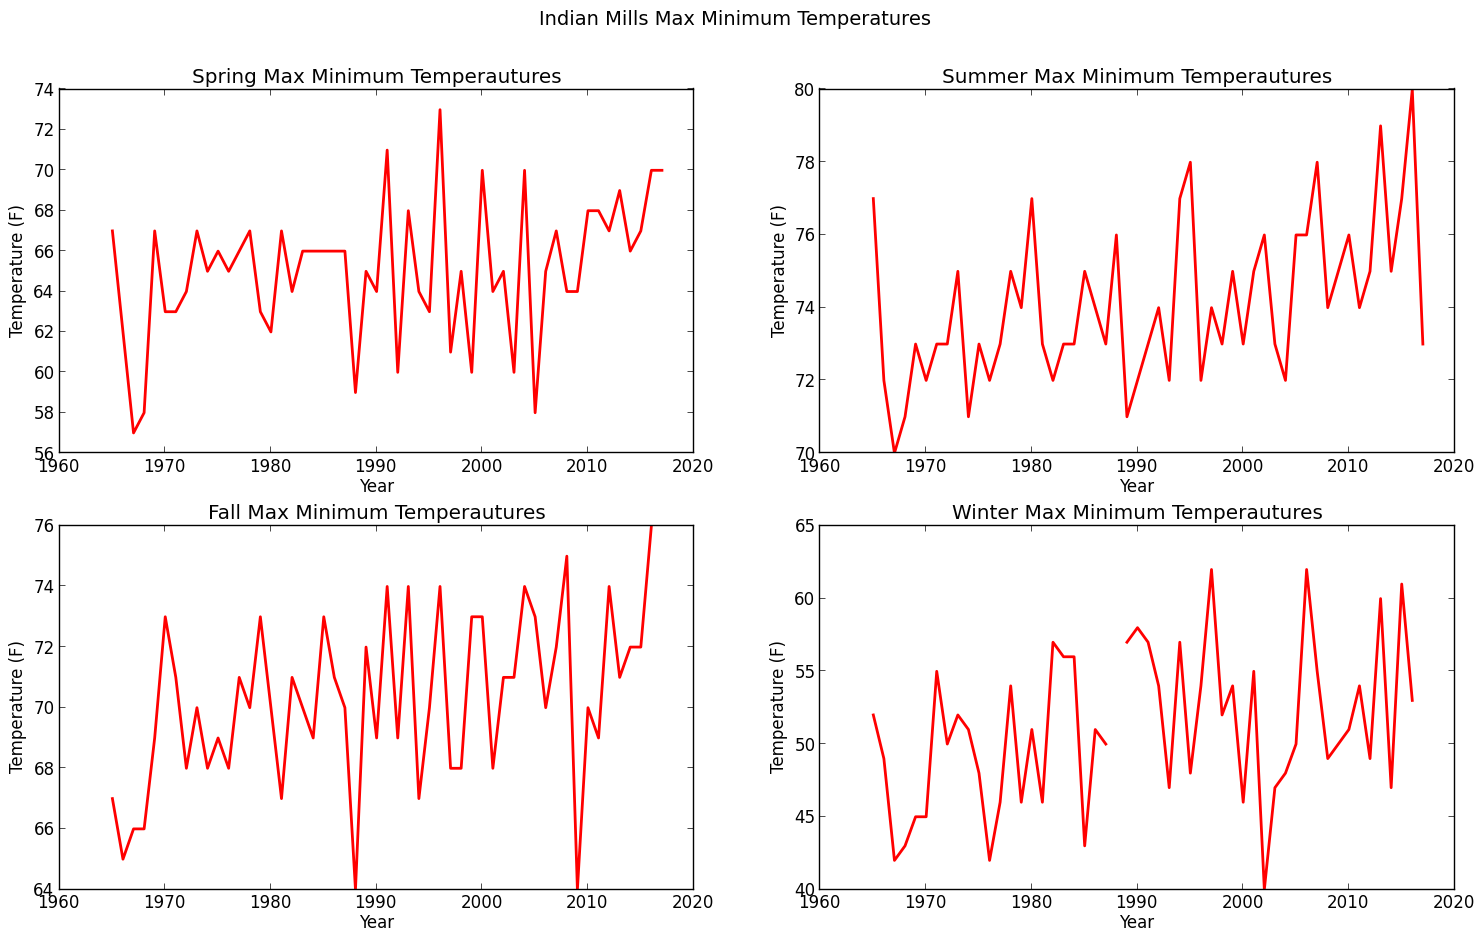 Indian Mills Max Minimum Temperatures
Spring Max Minimum Temperautures
74
72
70
68
66
64
62
60
58
56
Temperature (F)
1960 1970 1980 1990 2000 2010 2020
Year
Summer Max Minimum Temperautures
80
78
76
74
72
70
Temperature (F)
1960 1970 1980 1990 2000 2010 2020
Year
Fall Max Minimum Temperautures
76
74
72
70
68
66
64
Temperature (F)
1960 1970 1980 1990 2000 2010 2020
Year
Winter Max Minimum Temperautures
65
60
55
50
45
40
Temperature (F)
1960 1970 1980 1990 2000 2010 2020
Year